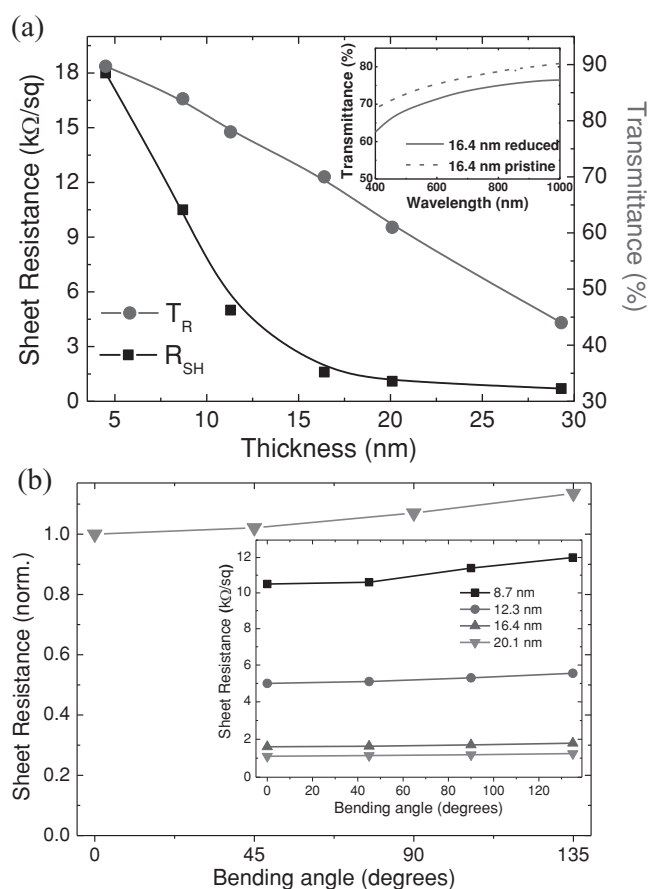 (a)
Sheet Resistance (kΩ/sq)
18
15
12
9
6
3
0
90
80
70
60
50
40
30
Transmittance (%)
5 10 15 20 25 30
Thickness (nm)
T_R
R_SH
Transmittance (%)
80
75
70
65
60
55
50
16.4 nm reduced
16.4 nm pristine
400 600 800 1000
Wavelength (nm)
(b)
Sheet Resistance (norm.)
1.0
0.8
0.6
0.4
0.2
0.0
0 45 90 135
Bending angle (degrees)
Sheet Resistance (kΩ/sq)
12
10
8
6
4
2
0
8.7 nm
12.3 nm
16.4 nm
20.1 nm
0 20 40 60 80 100 120
Bending angle (degrees)